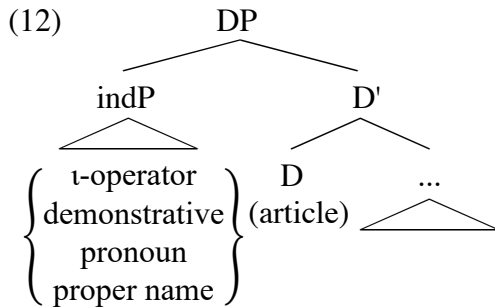 (12) DP
indP D'
ι-operator D ...
demonstrative (article)
pronoun
proper name